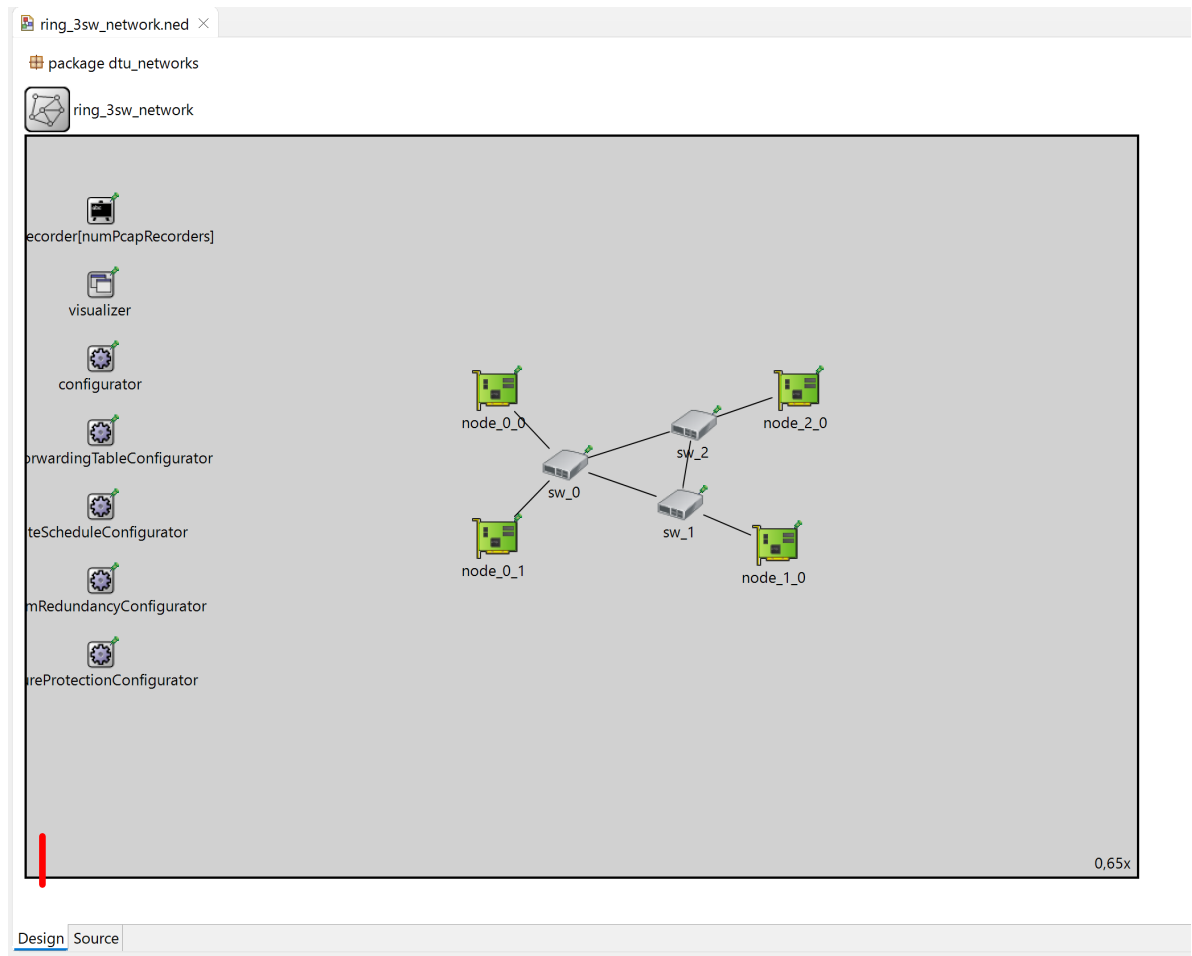 ring_3sw_network.ned
package dtu_networks
ring_3sw_network
ecorder[numPcapRecorders]
visualizer
configurator
node_0_0
node_2_0
sw_2
orwardingTableConfigurator
sw_0
teScheduleConfigurator
sw_1
node_0_1
node_1_0
mRedundancyConfigurator
ureProtectionConfigurator
0,65x
Design Source